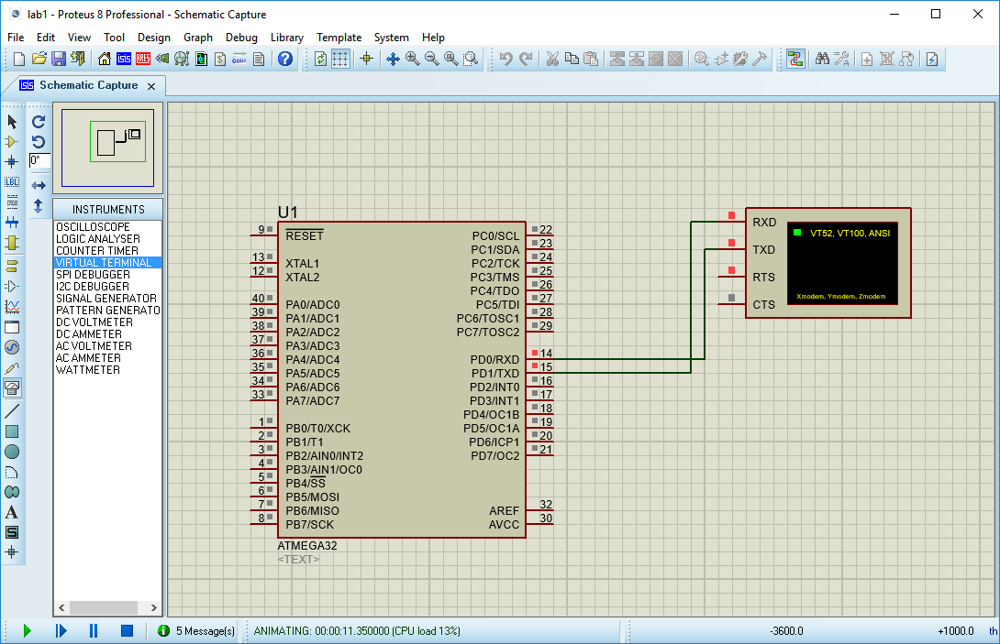 lab1 - Proteus 8 Professional - Schematic Capture
File Edit View Tool Design Graph Debug Library Template System Help
Schematic Capture
0°
LBL
INSTRUMENTS
OSCILLOSCOPE
LOGIC ANALYSER
COUNTER TIMER
VIRTUAL TERMINAL
SPI DEBUGGER
I2C DEBUGGER
SIGNAL GENERATOR
PATTERN GENERATO
DC VOLTMETER
DC AMMETER
AC VOLTMETER
AC AMMETER
WATTMETER
A
S
U1
9 RESET
13 XTAL1
12 XTAL2
40 PA0/ADC0
39 PA1/ADC1
38 PA2/ADC2
37 PA3/ADC3
36 PA4/ADC4
35 PA5/ADC5
34 PA6/ADC6
33 PA7/ADC7
1 PB0/T0/XCK
2 PB1/T1
3 PB2/AIN0/INT2
4 PB3/AIN1/OC0
5 PB4/SS
6 PB5/MOSI
7 PB6/MISO
8 PB7/SCK
PC0/SCL 22
PC1/SDA 23
PC2/TCK 24
PC3/TMS 25
PC4/TDO 26
PC5/TDI 27
PC6/TOSC1 28
PC7/TOSC2 29
PD0/RXD 14
PD1/TXD 15
PD2/INT0 16
PD3/INT1 17
PD4/OC1B 18
PD5/OC1A 19
PD6/ICP1 20
PD7/OC2 21
AREF 32
AVCC 30
ATMEGA32
<TEXT>
RXD
TXD
RTS
CTS
VT52, VT100, ANSI
Xmodem, Ymodem, Zmodem
5 Message(s)
ANIMATING: 00:00:11.350000 (CPU load 13%)
-3600.0
+1000.0
th